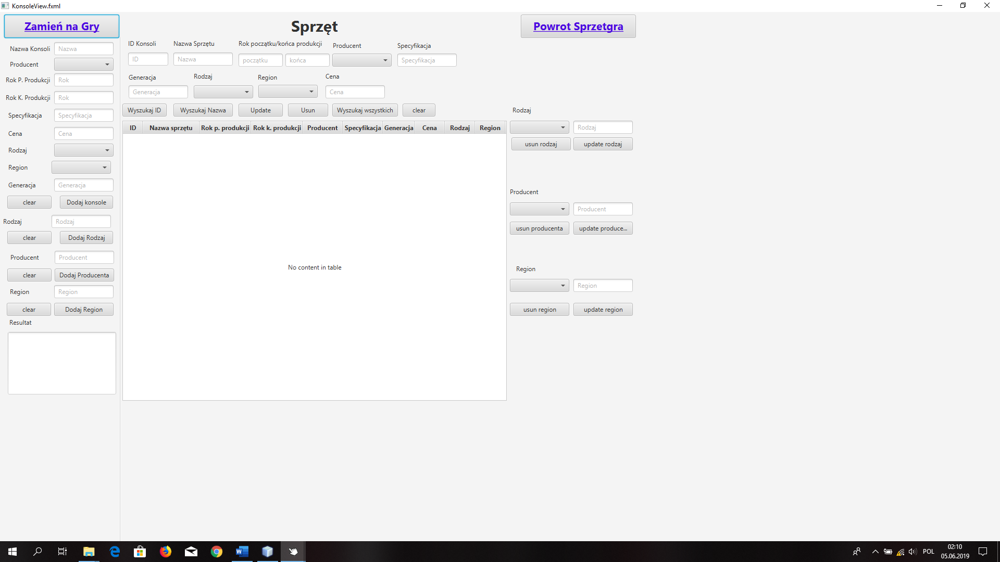 KonsoleView.fxml
Zamień na Gry
Sprzęt
Powrot Sprzetgra
Nazwa Konsoli Nazwa
Producent
Rok P. Produkcji Rok
Rok K. Produkcji Rok
Specyfikacja Specyfikacja
Cena Cena
Rodzaj
Region
Generacja Generacja
clear Dodaj konsole
Rodzaj Rodzaj
clear Dodaj Rodzaj
Producent Producent
clear Dodaj Producenta
Region Region
clear Dodaj Region
Resultat
ID Konsoli Nazwa Sprzętu Rok początku/końca produkcji Producent Specyfikacja
ID Nazwa początku końca Specyfikacja
Generacja Rodzaj Region Cena
Generacja Cena
Wyszukaj ID Wyszukaj Nazwa Update Usun Wyszukaj wszystkich clear
ID Nazwa sprzętu Rok p. produkcji Rok k. produkcji Producent Specyfikacja Generacja Cena Rodzaj Region
No content in table
Rodzaj
Rodzaj
usun rodzaj update rodzaj
Producent
Producent
usun producenta update produce...
Region
Region
usun region update region
POL
02:10
05.06.2019